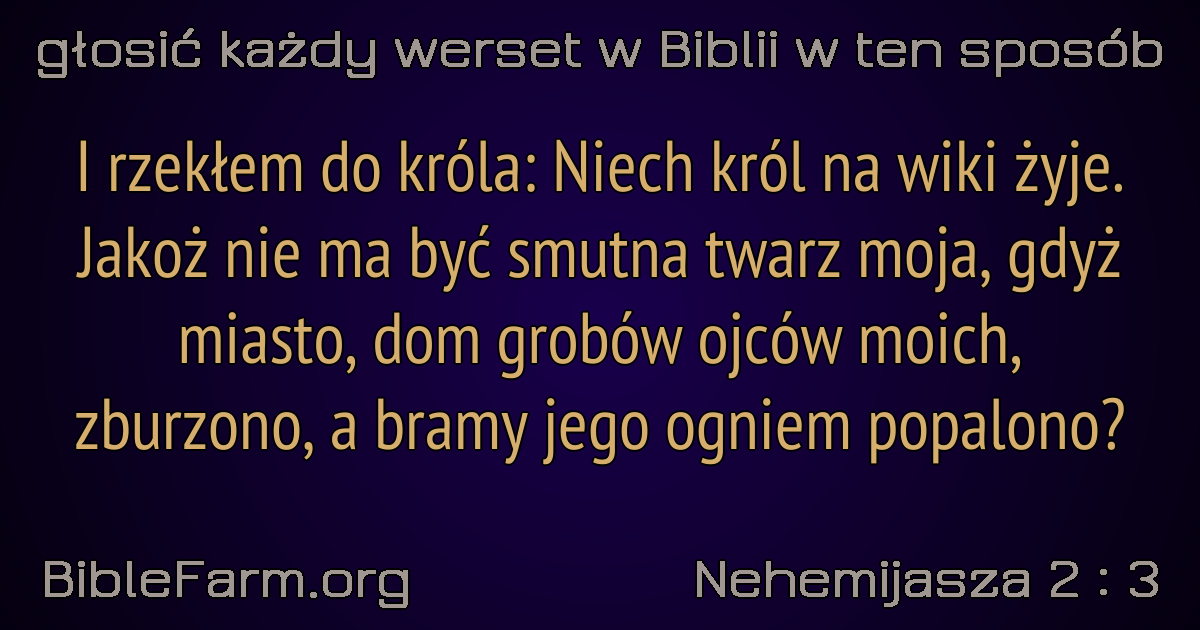 głosić każdy werset w Biblii w ten sposób
I rzekłem do króla: Niech król na wiki żyje.
Jakoż nie ma być smutna twarz moja, gdyż
miasto, dom grobów ojców moich,
zburzono, a bramy jego ogniem popalono?
BibleFarm.org
Nehemijasza 2 : 3